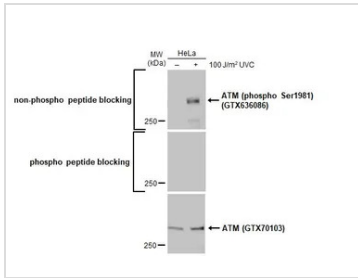 MW
(kDa)
HeLa
– + 100 J/m² UVC
non-phospho peptide blocking
ATM (phospho Ser1981)
(GTX636086)
250
phospho peptide blocking
250
ATM (GTX70103)
250